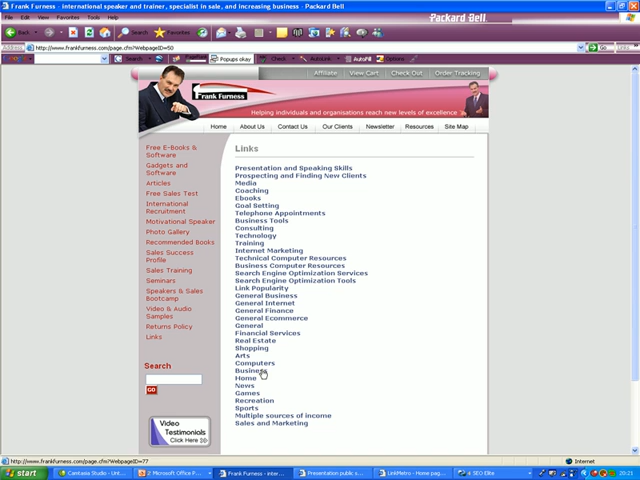 Frank Furness - international speaker and trainer, specialist in sale, and increasing business - Packard Bell
Edit View Favorites Tools Help
Packard Bell
Back Search Favorites
Address http://www.frankfurness.com/page.cfm?WebpageID=50 Go Links
Search Popups okay Check AutoLink AutoFill Options
Affiliate View Cart Check Out Order Tracking
Frank Furness
Helping individuals and organisations reach new levels of excellence
Home About Us Contact Us Our Clients Newsletter Resources Site Map
Free E-Books &
Software
Gadgets and
Software
Articles
Free Sales Test
International
Recruitment
Motivational Speaker
Photo Gallery
Recommended Books
Sales Success
Profile
Sales Training
Seminars
Speakers & Sales
Bootcamp
Video & Audio
Samples
Returns Policy
Links
Search
GO
Video
Testimonials
Click Here
Links
Presentation and Speaking Skills
Prospecting and Finding New Clients
Media
Coaching
Ebooks
Goal Setting
Telephone Appointments
Business Tools
Consulting
Technology
Training
Internet Marketing
Technical Computer Resources
Business Computer Resources
Search Engine Optimization Services
Search Engine Optimization Tools
Link Popularity
General Business
General Internet
General Finance
General Ecommerce
General
Financial Services
Real Estate
Shopping
Arts
Computers
Business
Home
News
Games
Recreation
Sports
Multiple sources of income
Sales and Marketing
http://www.frankfurness.com/page.cfm?WebpageID=77 Internet
start Camtasia Studio - Unt... 2 Microsoft Office P... Frank Furness - inter... Presentation public s... LinkMetro - Home pag... 4 SEO Elite 20:21